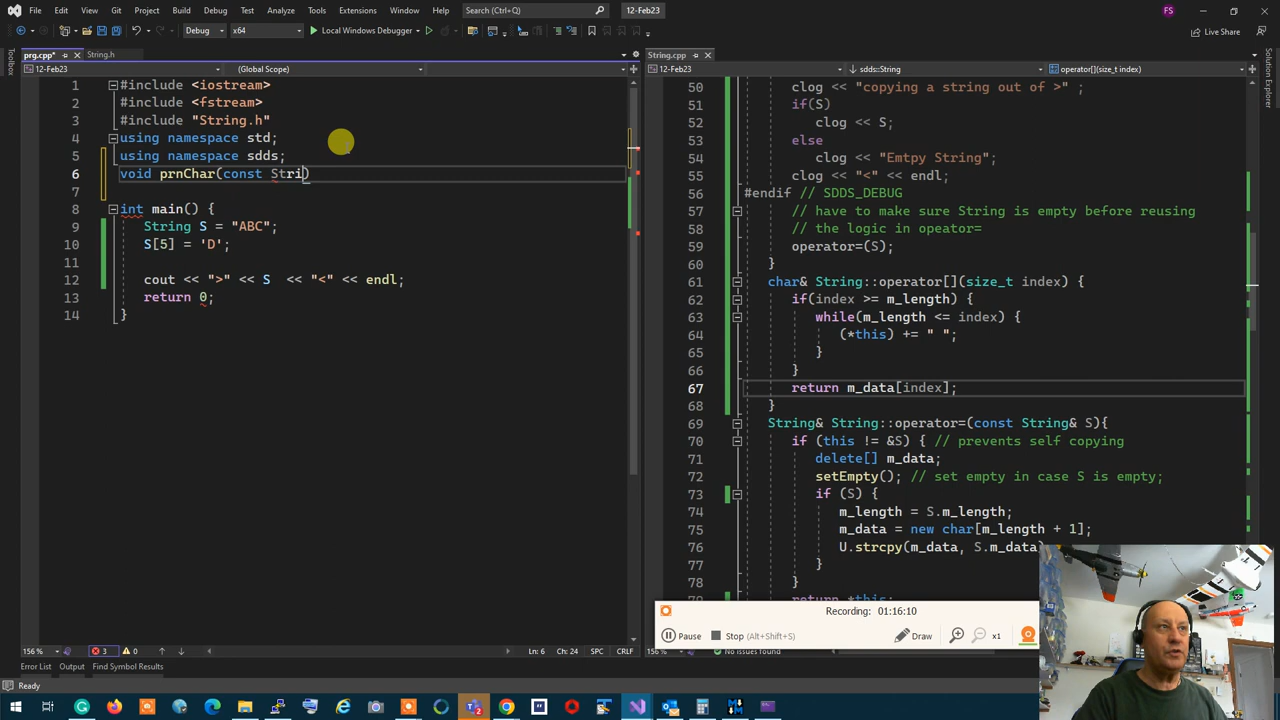 File Edit View Git Project Build Debug Test Analyze Tools Extensions Window Help Search (Ctrl+Q) 12-Feb23 FS
Debug x64 Local Windows Debugger Live Share
prg.cpp* String.h
12-Feb23 (Global Scope)
Toolbox
1 #include <iostream>
2 #include <fstream>
3 #include "String.h"
4 using namespace std;
5 using namespace sdds;
6 void prnChar(const Stri)
7
8 int main() {
9 String S = "ABC";
10 S[5] = 'D';
11
12 cout << ">" << S  << "<" << endl;
13 return 0;
14 }
156 % 3 0 Ln: 6 Ch: 24 SPC CRLF
String.cpp
12-Feb23 sdds::String operator[](size_t index)
Solution Explorer
50 clog << "copying a string out of >" ;
51 if(S)
52 clog << S;
53 else
54 clog << "Emtpy String";
55 clog << "<" << endl;
56 #endif // SDDS_DEBUG
57 // have to make sure String is empty before reusing
58 // the logic in opeator=
59 operator=(S);
60 }
61 char& String::operator[](size_t index) {
62 if(index >= m_length) {
63 while(m_length <= index) {
64 (*this) += " ";
65 }
66 }
67 return m_data[index];
68 }
69 String& String::operator=(const String& S){
70 if (this != &S) { // prevents self copying
71 delete[] m_data;
72 setEmpty(); // set empty in case S is empty;
73 if (S) {
74 m_length = S.m_length;
75 m_data = new char[m_length + 1];
76 U.strcpy(m_data, S.m_data)
77 }
78 }
return *this;
Recording: 01:16:10
Pause Stop (Alt+Shift+S) Draw x1
156 % No issues found
Error List Output Find Symbol Results
Ready